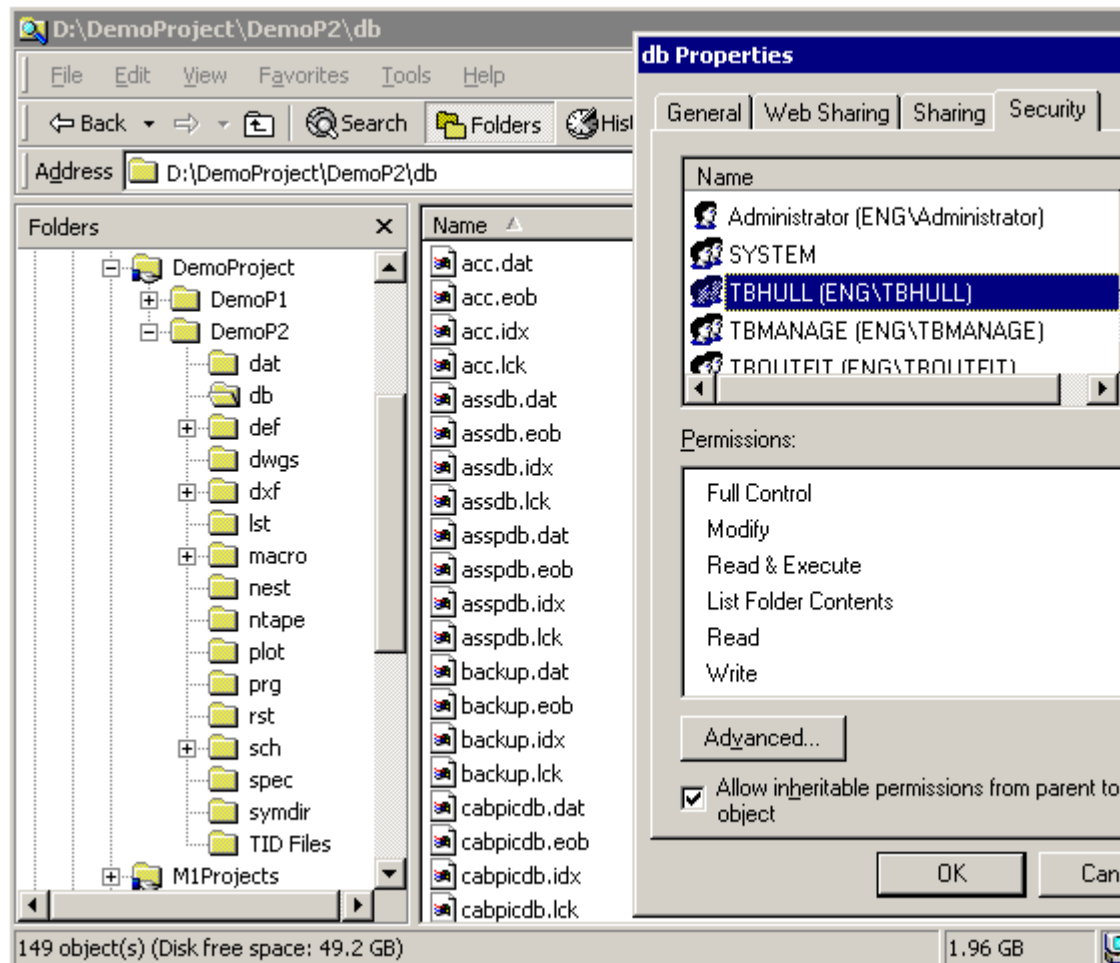 D:\DemoProject\DemoP2\db
File Edit View Favorites Tools Help
Back Search Folders
Address D:\DemoProject\DemoP2\db
Folders
DemoProject
DemoP1
DemoP2
dat
db
def
dwgs
dxf
lst
macro
nest
ntape
plot
prg
rst
sch
spec
symdir
TID Files
M1Projects
Name
acc.dat
acc.eob
acc.idx
acc.lck
assdb.dat
assdb.eob
assdb.idx
assdb.lck
asspdb.dat
asspdb.eob
asspdb.idx
asspdb.lck
backup.dat
backup.eob
backup.idx
backup.lck
cabpicdb.dat
cabpicdb.eob
cabpicdb.idx
cabpicdb.lck
149 object(s) (Disk free space: 49.2 GB) 1.96 GB
db Properties
General Web Sharing Sharing Security
Name
Administrator (ENG\Administrator)
SYSTEM
TBHULL (ENG\TBHULL)
TBMANAGE (ENG\TBMANAGE)
TBOUTFIT (ENG\TBOUTFIT)
Permissions:
Full Control
Modify
Read & Execute
List Folder Contents
Read
Write
Advanced...
Allow inheritable permissions from parent to
object
OK